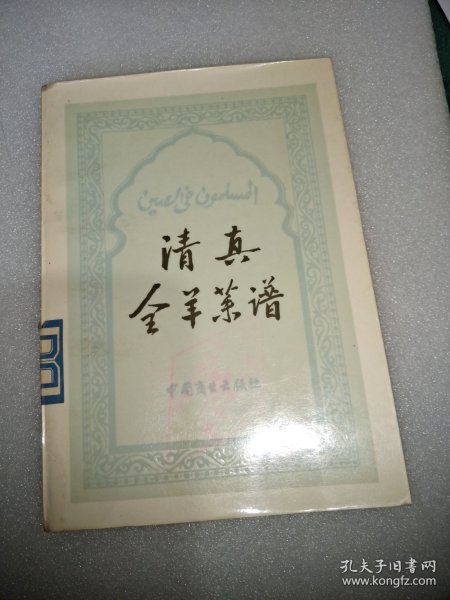 المسلمون في الصين
清真
全羊菜谱
中国商业出版社
孔夫子旧书网
www.kongfz.com